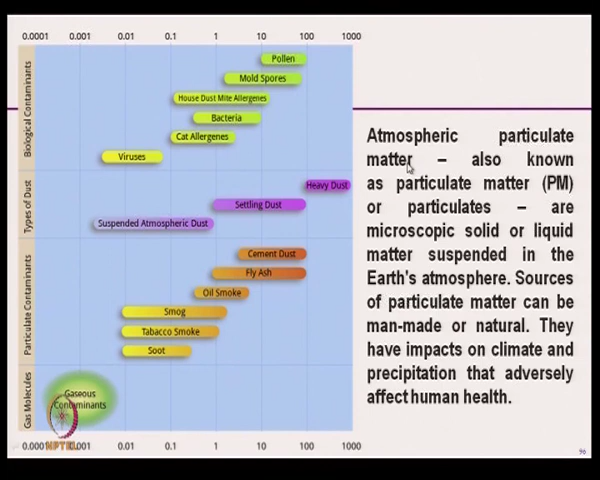 0.0001 0.001 0.01 0.1 1 10 100 1000
Biological Contaminants
Pollen
Mold Spores
House Dust Mite Allergenes
Bacteria
Cat Allergenes
Viruses
Types of Dust
Heavy Dust
Settling Dust
Suspended Atmospheric Dust
Particulate Contaminants
Cement Dust
Fly Ash
Oil Smoke
Smog
Tabacco Smoke
Soot
Gas Molecules
Gaseous
Contaminants
NPTEL
0.0001 0.001 0.01 0.1 1 10 100 1000
Atmospheric particulate
matter – also known
as particulate matter (PM)
or particulates – are
microscopic solid or liquid
matter suspended in the
Earth's atmosphere. Sources
of particulate matter can be
man-made or natural. They
have impacts on climate and
precipitation that adversely
affect human health.